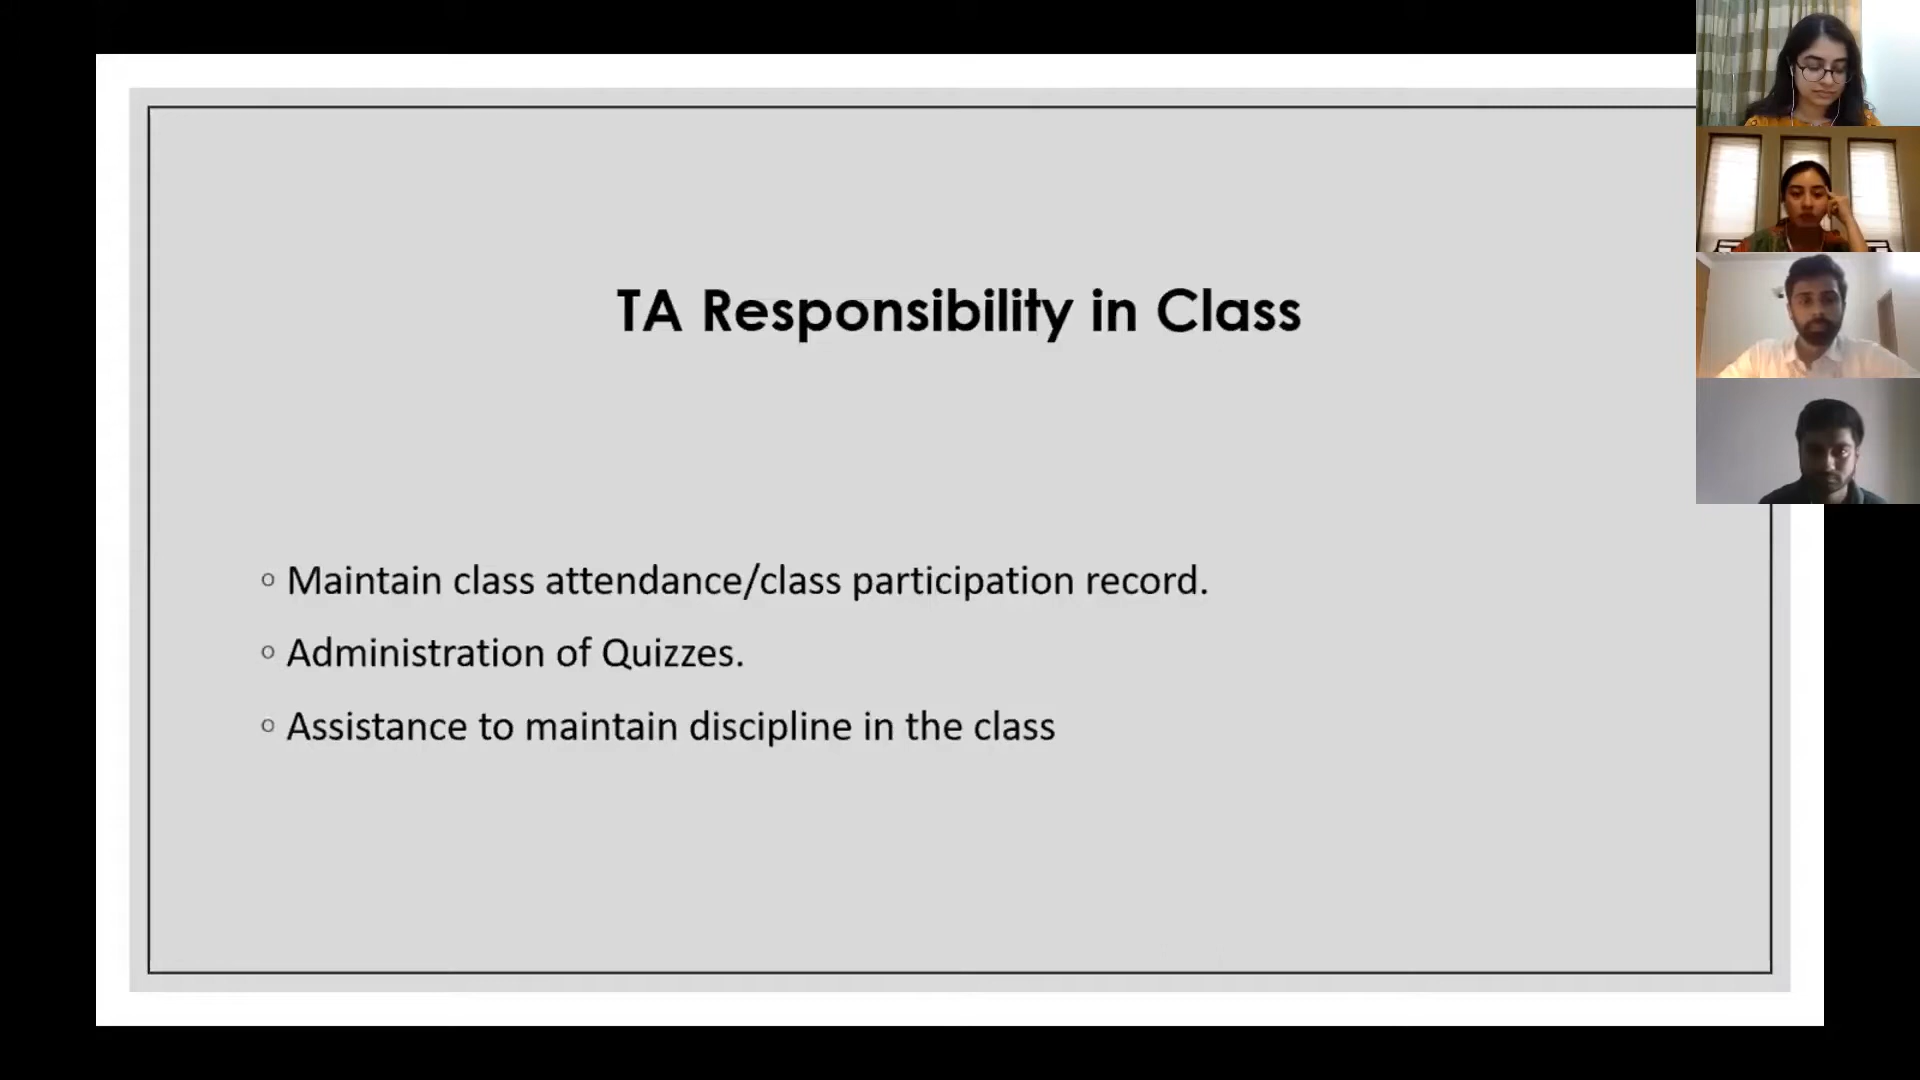 TA Responsibility in Class
Maintain class attendance/class participation record.
Administration of Quizzes.
Assistance to maintain discipline in the class